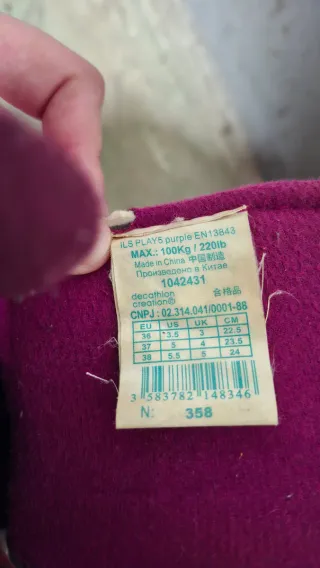 ILS PLAY5 purple EN13843
MAX.: 100Kg / 220lb
Made in China 中国制造
Произведено в Китае
1042431
decathlon
creation®
合格品
CNPJ : 02.314.041/0001-88
EU US UK CM
36 3.5 3 22.5
37 5 4 23.5
38 5.5 5 24
3 583782 148346
N: 358